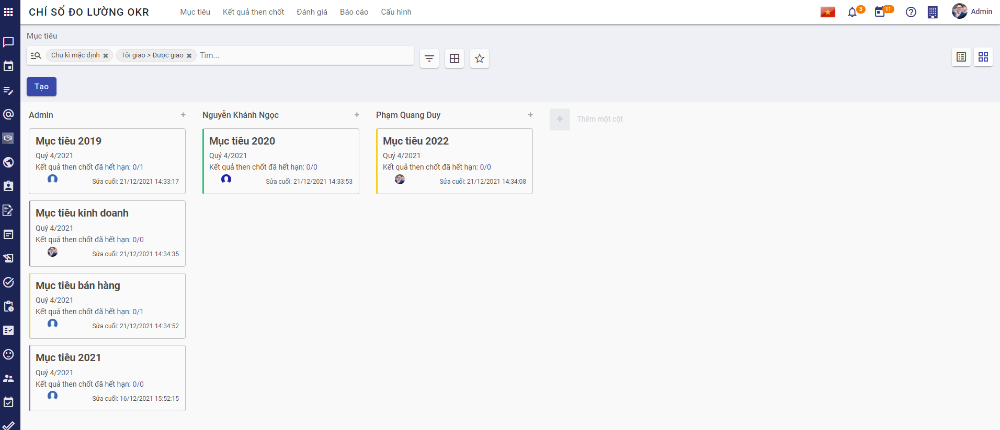 CHỈ SỐ ĐO LƯỜNG OKR
Mục tiêu
Kết quả then chốt
Đánh giá
Báo cáo
Cấu hình
3
11
Admin
Mục tiêu
Chu kì mặc định
Tôi giao > Được giao
Tìm...
Tạo
Admin
Mục tiêu 2019
Quý 4/2021
Kết quả then chốt đã hết hạn: 0/1
Sửa cuối: 21/12/2021 14:33:17
Mục tiêu kinh doanh
Quý 4/2021
Kết quả then chốt đã hết hạn: 0/0
Sửa cuối: 21/12/2021 14:34:35
Mục tiêu bán hàng
Quý 4/2021
Kết quả then chốt đã hết hạn: 0/1
Sửa cuối: 21/12/2021 14:34:52
Mục tiêu 2021
Quý 4/2021
Kết quả then chốt đã hết hạn: 0/0
Sửa cuối: 16/12/2021 15:52:15
Nguyễn Khánh Ngọc
Mục tiêu 2020
Quý 4/2021
Kết quả then chốt đã hết hạn: 0/0
Sửa cuối: 21/12/2021 14:33:53
Phạm Quang Duy
Mục tiêu 2022
Quý 4/2021
Kết quả then chốt đã hết hạn: 0/0
Sửa cuối: 21/12/2021 14:34:08
Thêm một cột